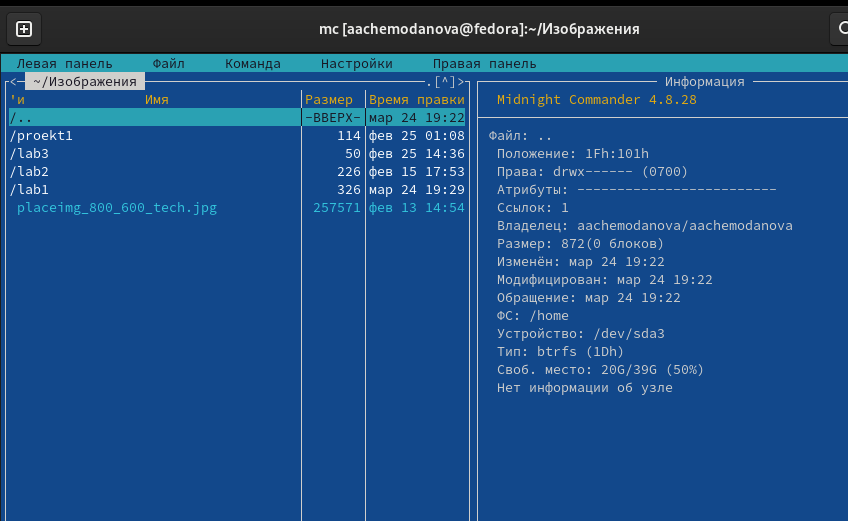 mc [aachemodanova@fedora]:~/Изображения
Левая панель Файл Команда Настройки Правая панель
<─ ~/Изображения .[^]>
'и Имя Размер Время правки
/.. -ВВЕРХ- мар 24 19:22
/proekt1 114 фев 25 01:08
/lab3 50 фев 25 14:36
/lab2 226 фев 15 17:53
/lab1 326 мар 24 19:29
placeimg_800_600_tech.jpg 257571 фев 13 14:54
Информация
Midnight Commander 4.8.28
Файл: ..
Положение: 1Fh:101h
Права: drwx------ (0700)
Атрибуты: -------------------------
Ссылок: 1
Владелец: aachemodanova/aachemodanova
Размер: 872(0 блоков)
Изменён: мар 24 19:22
Модифицирован: мар 24 19:22
Обращение: мар 24 19:22
ФС: /home
Устройство: /dev/sda3
Тип: btrfs (1Dh)
Своб. место: 20G/39G (50%)
Нет информации об узле